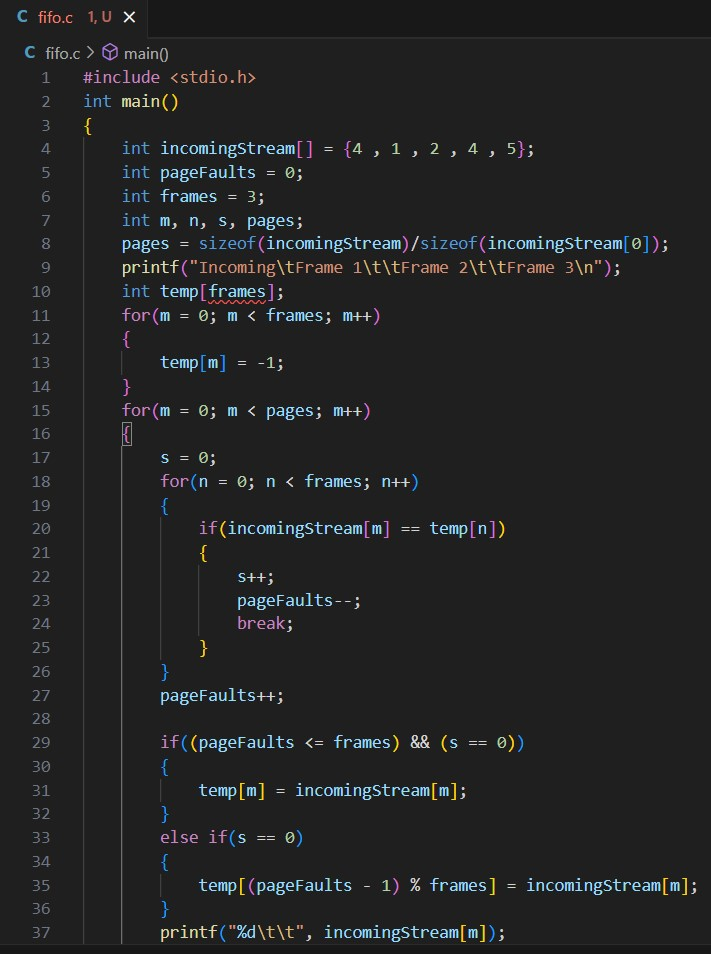 C fifo.c 1, U ×
C fifo.c > main()
1 #include <stdio.h>
2 int main()
3 {
4 int incomingStream[] = {4 , 1 , 2 , 4 , 5};
5 int pageFaults = 0;
6 int frames = 3;
7 int m, n, s, pages;
8 pages = sizeof(incomingStream)/sizeof(incomingStream[0]);
9 printf("Incoming\tFrame 1\t\tFrame 2\t\tFrame 3\n");
10 int temp[frames];
11 for(m = 0; m < frames; m++)
12 {
13 temp[m] = -1;
14 }
15 for(m = 0; m < pages; m++)
16 {
17 s = 0;
18 for(n = 0; n < frames; n++)
19 {
20 if(incomingStream[m] == temp[n])
21 {
22 s++;
23 pageFaults--;
24 break;
25 }
26 }
27 pageFaults++;
28
29 if((pageFaults <= frames) && (s == 0))
30 {
31 temp[m] = incomingStream[m];
32 }
33 else if(s == 0)
34 {
35 temp[(pageFaults - 1) % frames] = incomingStream[m];
36 }
37 printf("%d\t\t", incomingStream[m]);